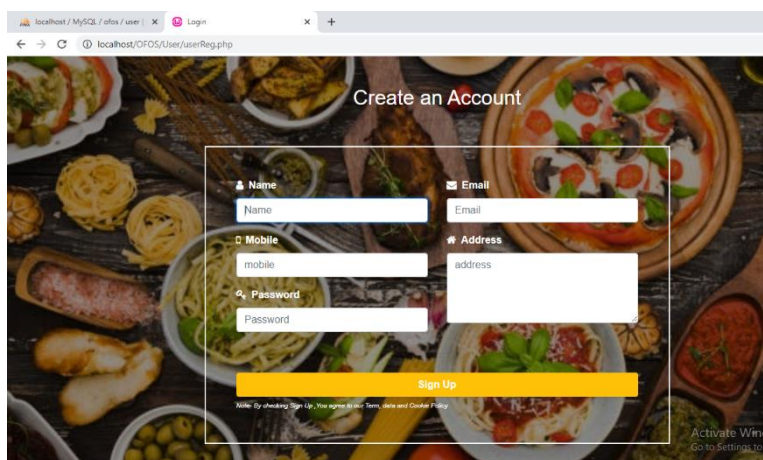 localhost / MySQL / ofos / user |
Login
localhost/OFOS/User/userReg.php
Create an Account
Name
Email
Name
Email
Mobile
Address
mobile
address
Password
Password
Sign Up
Note- By checking Sign Up ,You agree to our Term, data and Cookie Policy
Activate Win
Go to Settings to